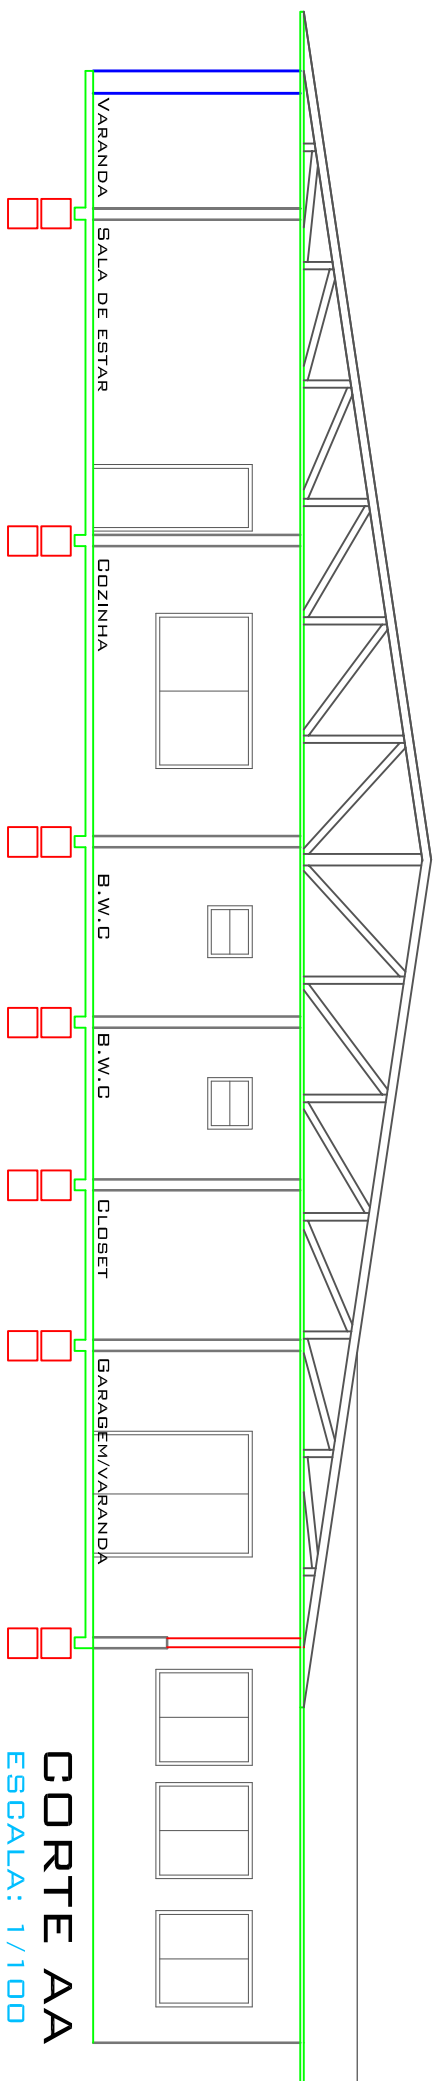 Varanda
Sala de estar
Cozinha
B.W.C
B.W.C
Closet
Garagem/varanda
CORTE AA
ESCALA: 1/100